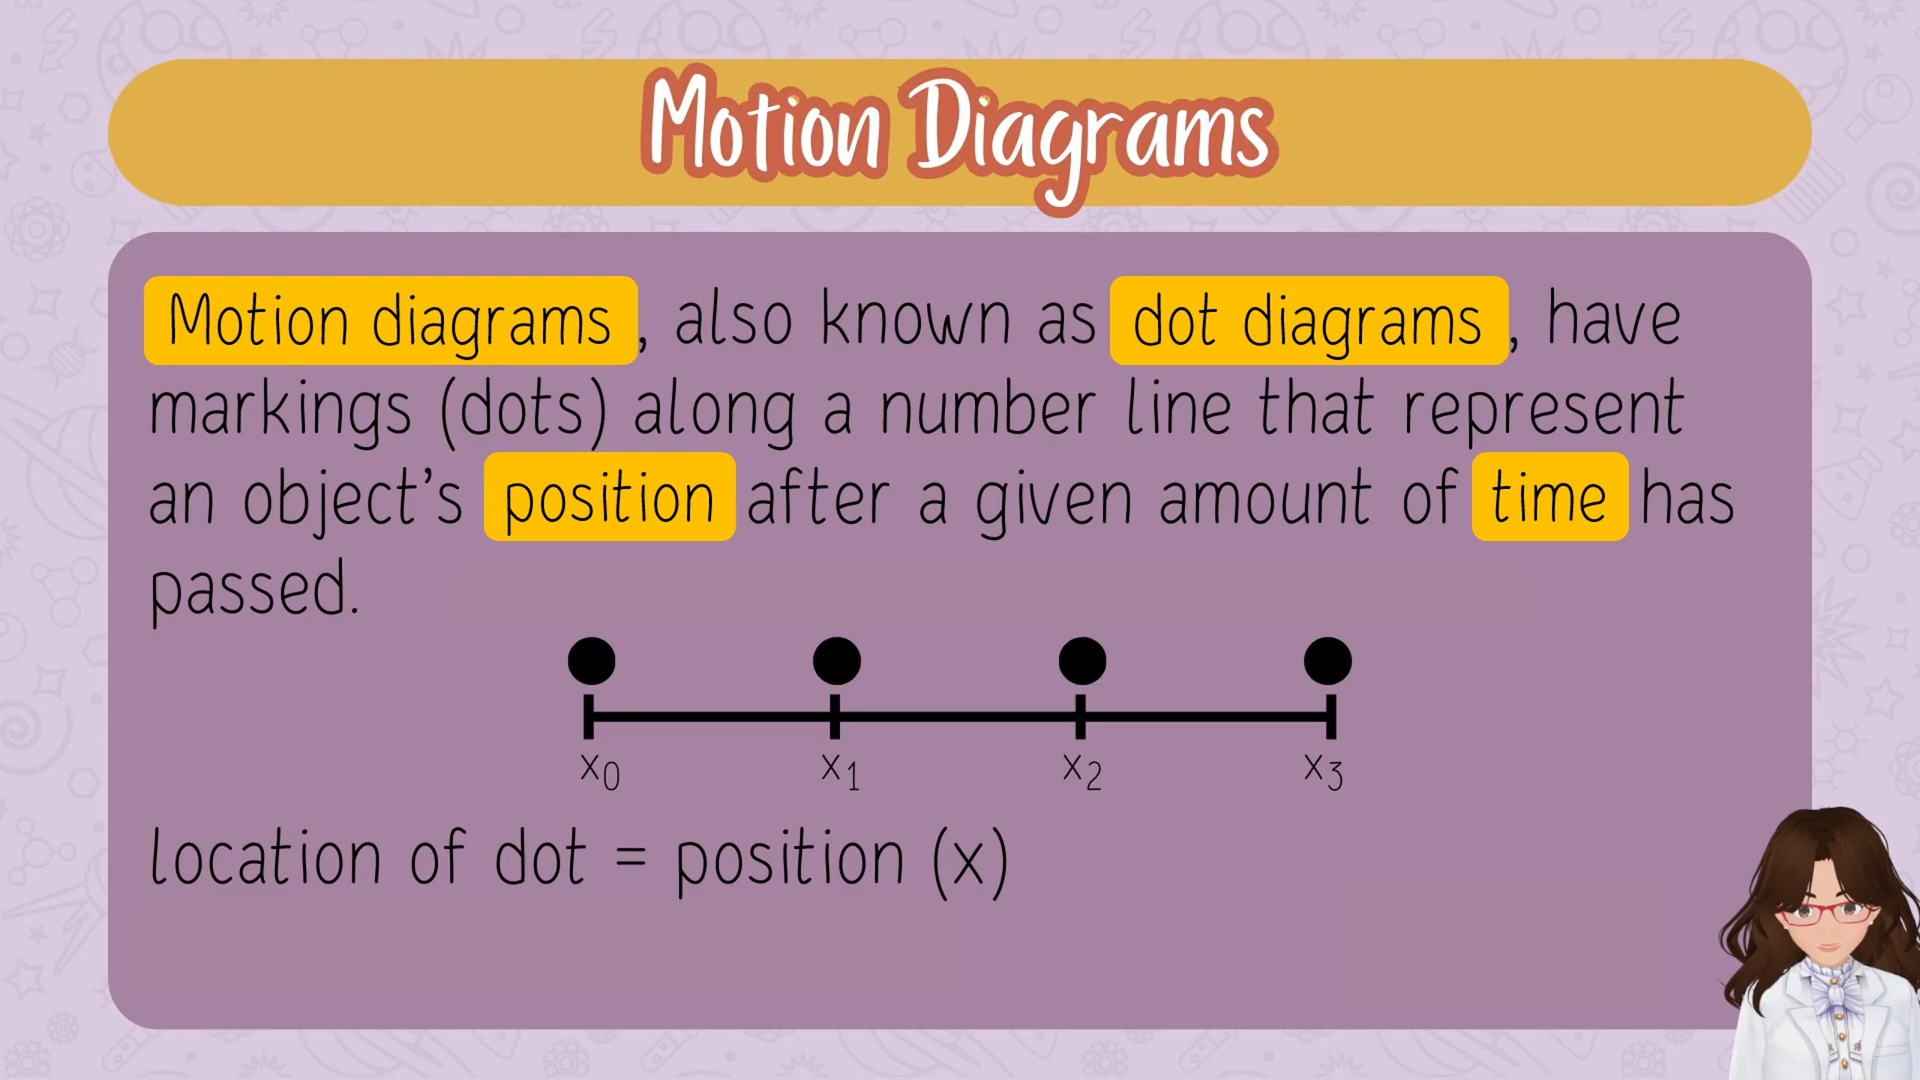 Motion Diagrams
Motion diagrams, also known as dot diagrams, have
markings (dots) along a number line that represent
an object's position after a given amount of time has
passed.
x₀ x₁ x₂ x₃
location of dot = position (x)